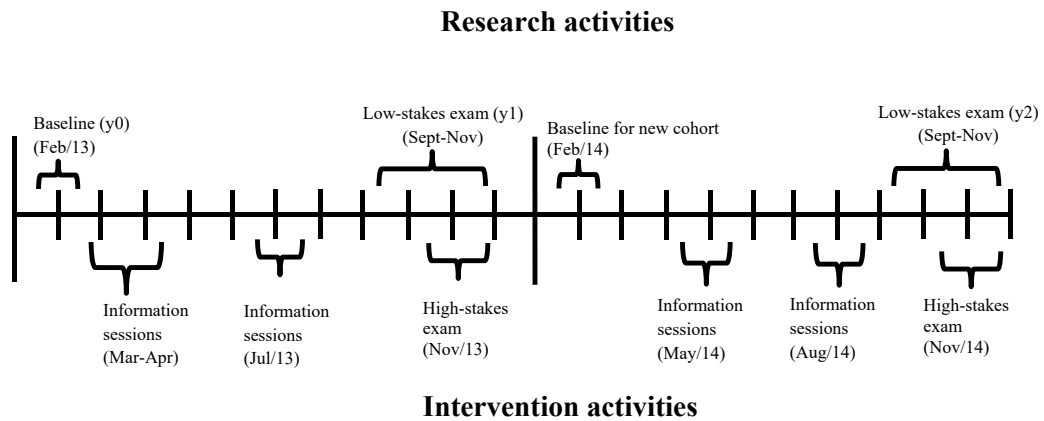 Research activities
Baseline (y0)
(Feb/13)
Low-stakes exam (y1)
(Sept-Nov)
Baseline for new cohort
(Feb/14)
Low-stakes exam (y2)
(Sept-Nov)
Information
sessions
(Mar-Apr)
Information
sessions
(Jul/13)
High-stakes
exam
(Nov/13)
Information
sessions
(May/14)
Information
sessions
(Aug/14)
High-stakes
exam
(Nov/14)
Intervention activities